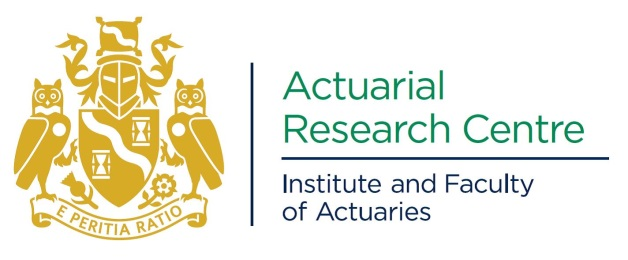 E PERITIA RATIO
Actuarial
Research Centre
Institute and Faculty
of Actuaries